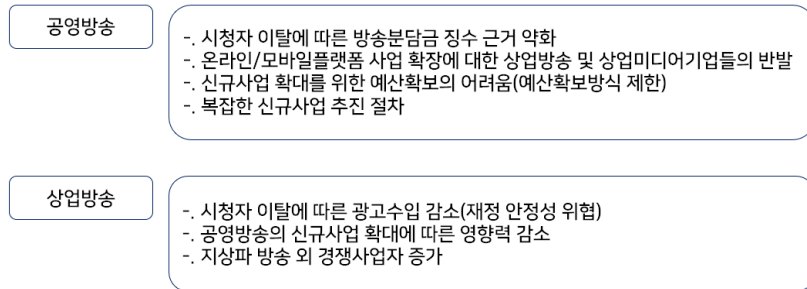 공영방송
-. 시청자 이탈에 따른 방송분담금 징수 근거 약화
-. 온라인/모바일플랫폼 사업 확장에 대한 상업방송 및 상업미디어기업들의 반발
-. 신규사업 확대를 위한 예산확보의 어려움(예산확보방식 제한)
-. 복잡한 신규사업 추진 절차
상업방송
-. 시청자 이탈에 따른 광고수입 감소(재정 안정성 위협)
-. 공영방송의 신규사업 확대에 따른 영향력 감소
-. 지상파 방송 외 경쟁사업자 증가